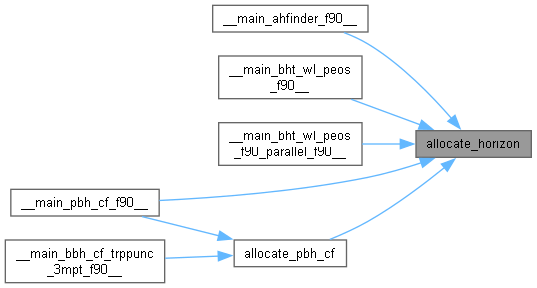 __main_ahfinder_f90__
__main_bht_wl_peos
_f90__
__main_bht_wl_peos
_f90_parallel_f90__
allocate_horizon
__main_pbh_cf_f90__
__main_bbh_cf_trppunc
_3mpt_f90__
allocate_pbh_cf